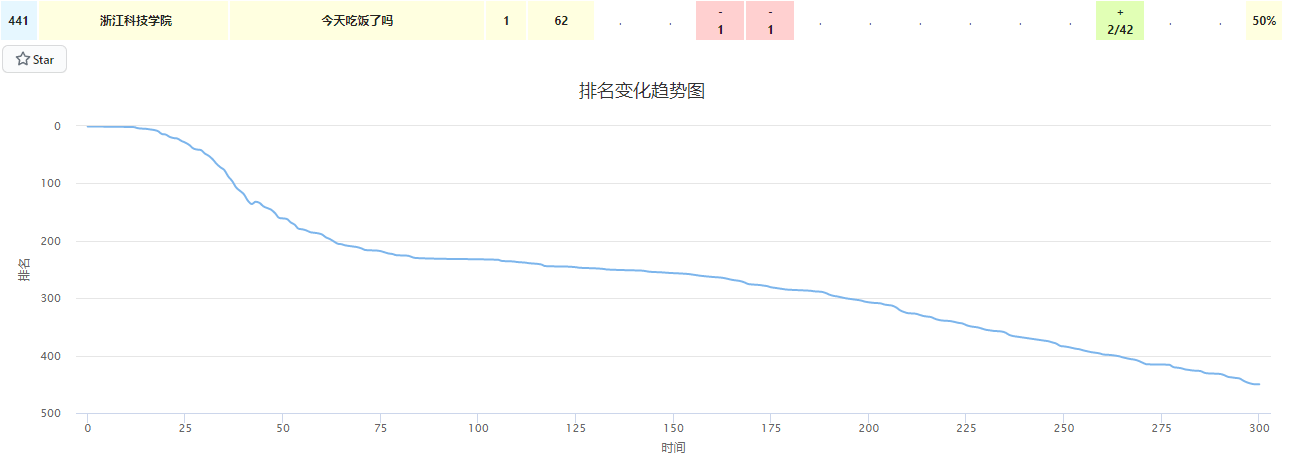 441 浙江科技学院 今天吃饭了吗 1 62 . . - - . . . . . . + . . 50%
1 1 2/42
Star
排名变化趋势图
0
100
200
300
400
500
排名
0 25 50 75 100 125 150 175 200 225 250 275 300
时间